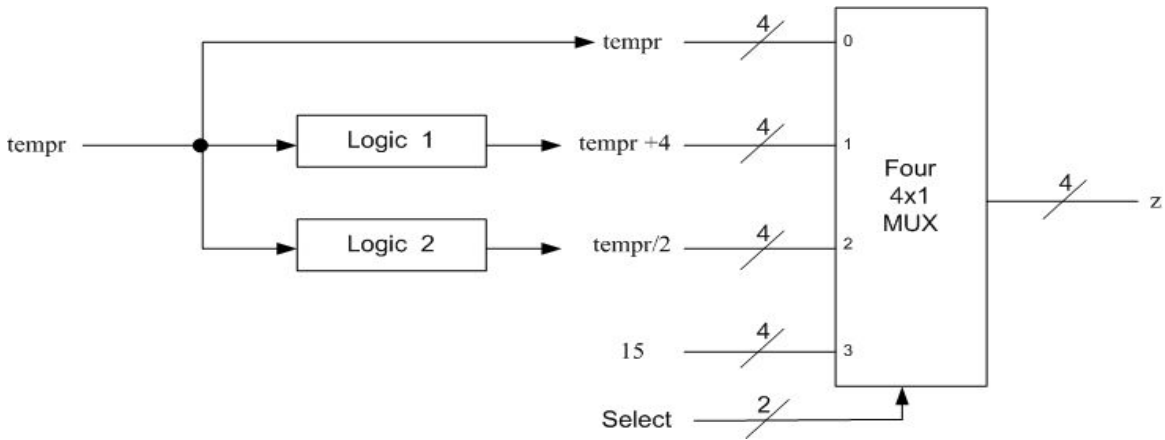 tempr 4 0
tempr Logic 1 tempr +4 4 1
Four
4x1
MUX
4 z
Logic 2 tempr/2 4 2
15 4 3
Select 2